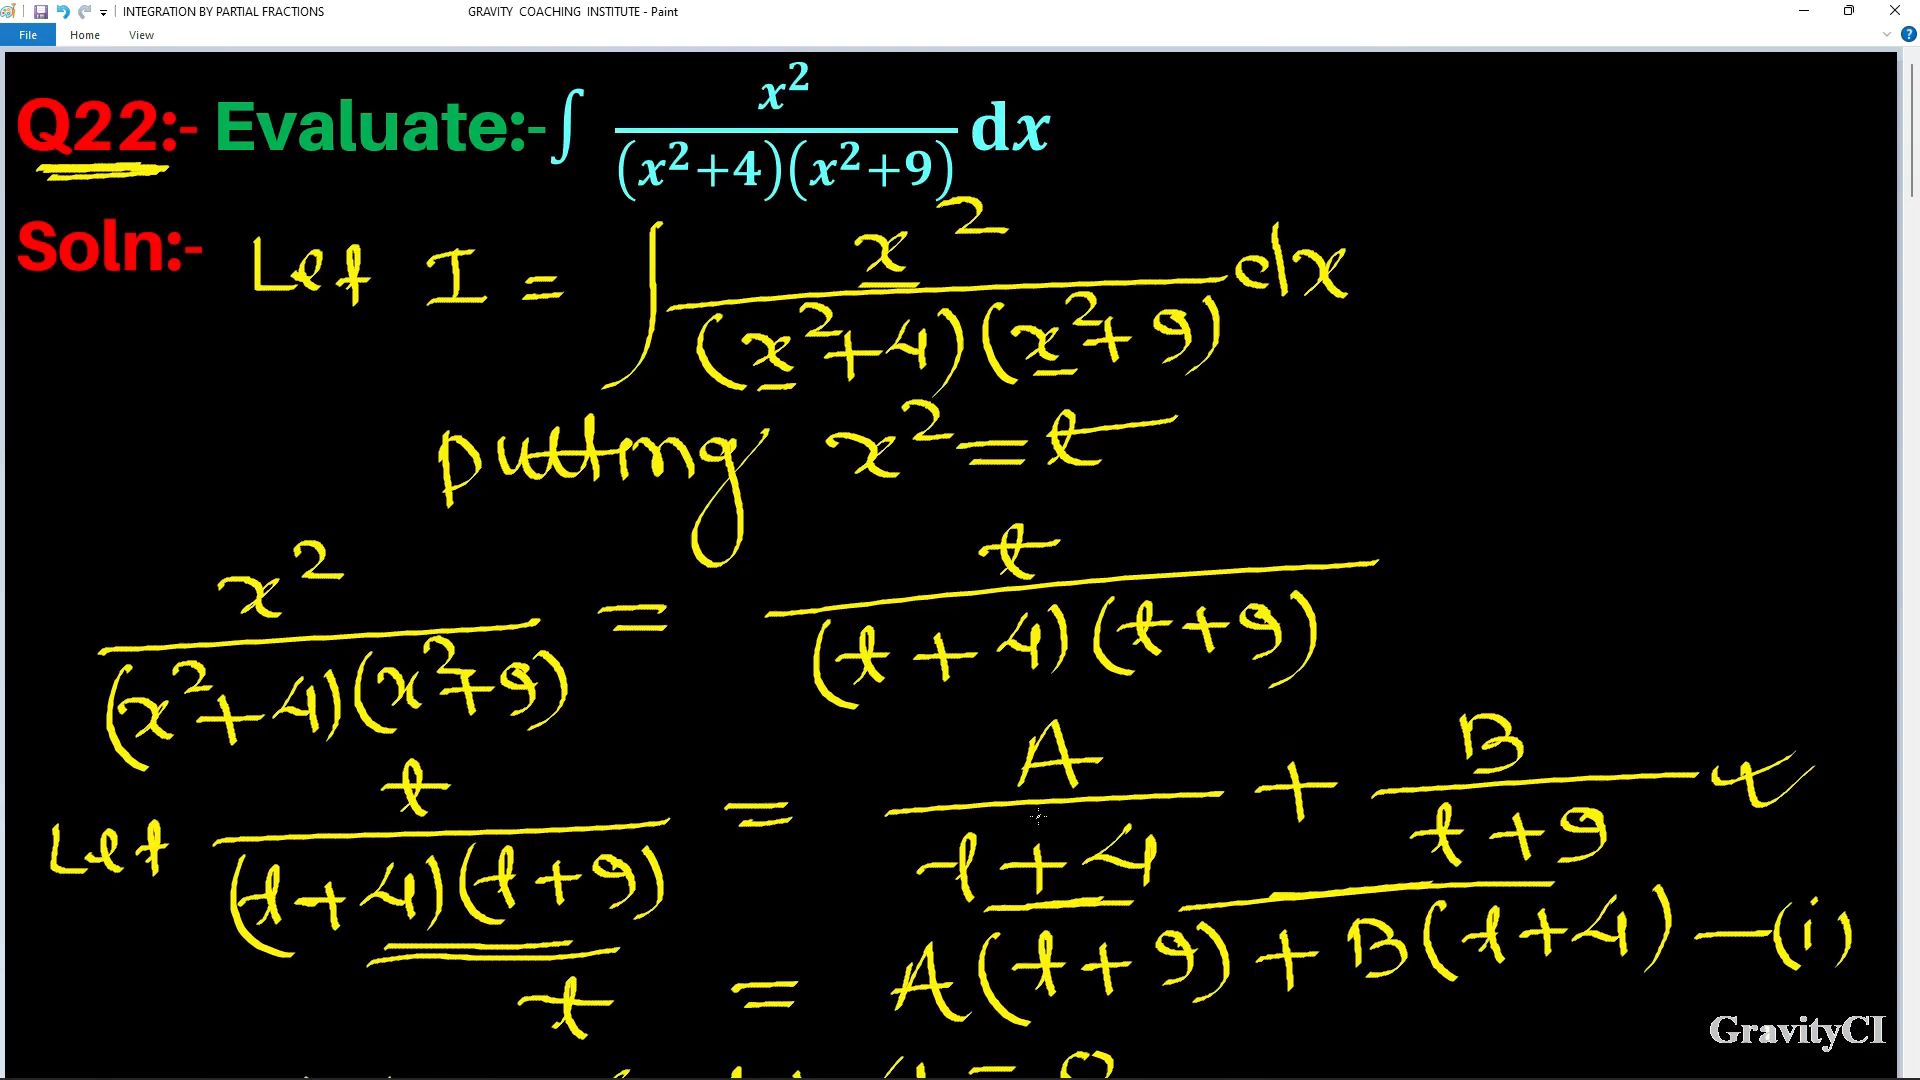 INTEGRATION BY PARTIAL FRACTIONS GRAVITY COACHING INSTITUTE - Paint
File Home View
Q22:- Evaluate:- ∫ x²/((x²+4)(x²+9)) dx
Soln:- Let I = ∫ x²/((x²+4)(x²+9)) dx
putting x² = t
x²/((x²+4)(x²+9)) = t/((t+4)(t+9))
Let t/((t+4)(t+9)) = A/(t+4) + B/(t+9)
t = A(t+9) + B(t+4) — (i)
GravityCI